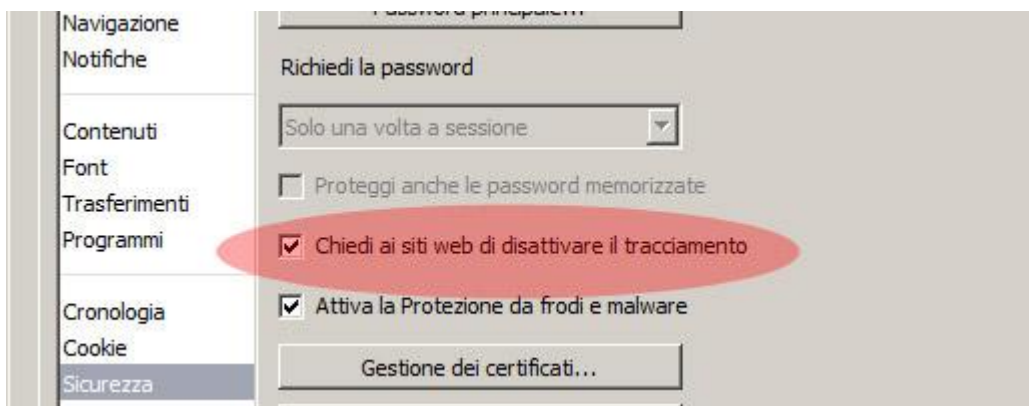 Navigazione
Notifiche
Contenuti
Font
Trasferimenti
Programmi
Cronologia
Cookie
Sicurezza
Richiedi la password
Solo una volta a sessione
Proteggi anche le password memorizzate
Chiedi ai siti web di disattivare il tracciamento
Attiva la Protezione da frodi e malware
Gestione dei certificati...